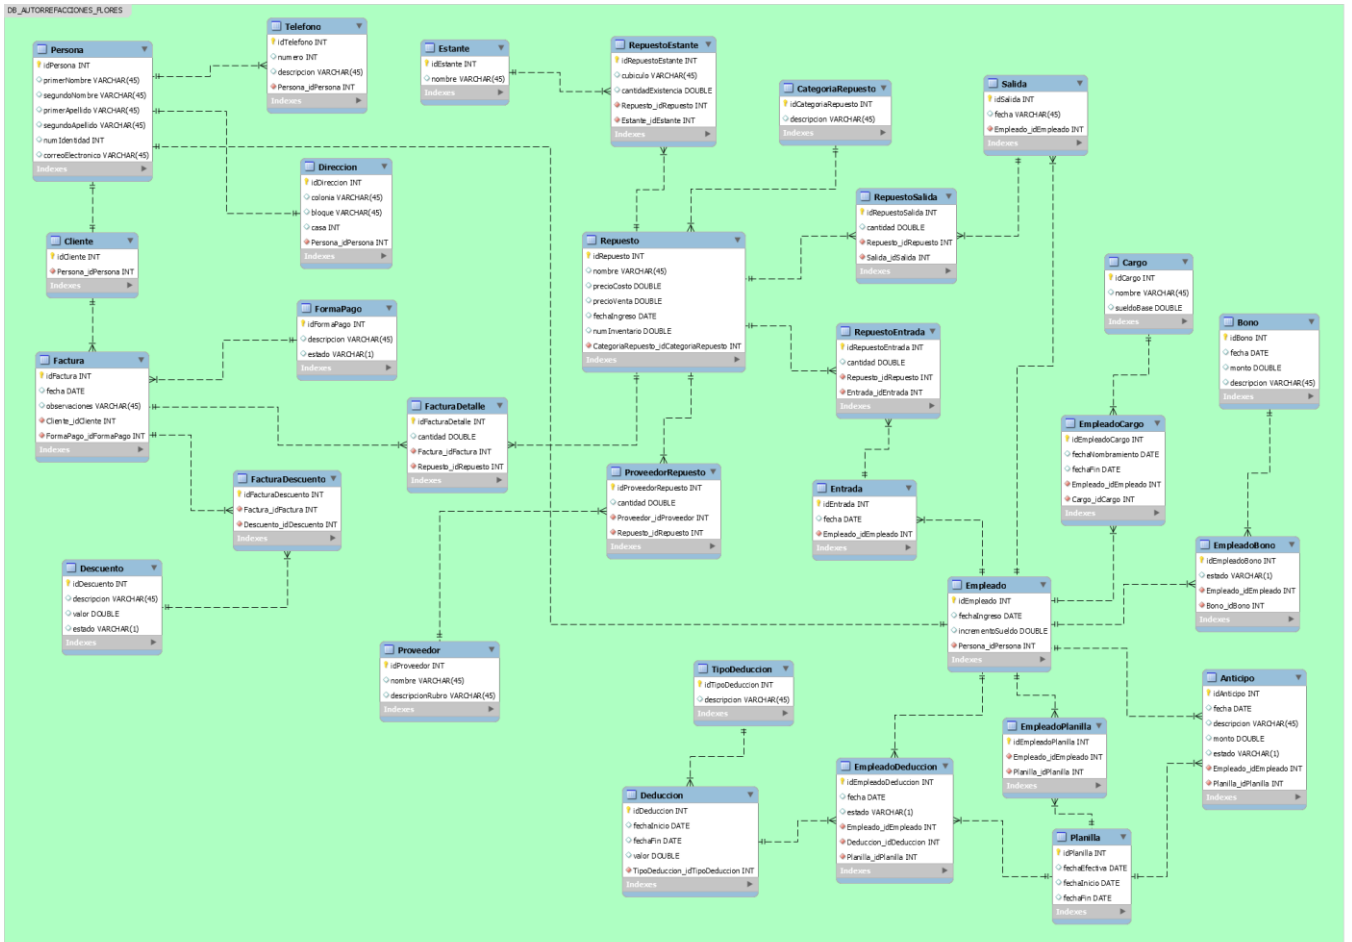 DB_AUTORREFACCIONES_FLORES
Persona
idPersona INT
primerNombre VARCHAR(45)
segundoNombre VARCHAR(45)
primerApellido VARCHAR(45)
segundoApellido VARCHAR(45)
numIdentidad INT
correoElectronico VARCHAR(45)
Indexes
Telefono
idTelefono INT
numero INT
descripcion VARCHAR(45)
Persona_idPersona INT
Indexes
Estante
idEstante INT
nombre VARCHAR(45)
Indexes
RepuestoEstante
idRepuestoEstante INT
cubiculo VARCHAR(45)
cantidadExistencia DOUBLE
Repuesto_idRepuesto INT
Estante_idEstante INT
Indexes
CategoriaRepuesto
idCategoriaRepuesto INT
descripcion VARCHAR(45)
Indexes
Salida
idSalida INT
fecha VARCHAR(45)
Empleado_idEmpleado INT
Indexes
Direccion
idDireccion INT
colonia VARCHAR(45)
bloque VARCHAR(45)
casa INT
Persona_idPersona INT
Indexes
RepuestoSalida
idRepuestoSalida INT
cantidad DOUBLE
Repuesto_idRepuesto INT
Salida_idSalida INT
Indexes
Cliente
idCliente INT
Persona_idPersona INT
Indexes
Repuesto
idRepuesto INT
nombre VARCHAR(45)
precioCosto DOUBLE
precioVenta DOUBLE
fechaIngreso DATE
numInventario DOUBLE
CategoriaRepuesto_idCategoriaRepuesto INT
Indexes
Cargo
idCargo INT
nombre VARCHAR(45)
sueldoBase DOUBLE
Indexes
FormaPago
idFormaPago INT
descripcion VARCHAR(45)
estado VARCHAR(1)
Indexes
RepuestoEntrada
idRepuestoEntrada INT
cantidad DOUBLE
Repuesto_idRepuesto INT
Entrada_idEntrada INT
Indexes
Bono
idBono INT
fecha DATE
monto DOUBLE
descripcion VARCHAR(45)
Indexes
Factura
idFactura INT
fecha DATE
observaciones VARCHAR(45)
Cliente_idCliente INT
FormaPago_idFormaPago INT
Indexes
FacturaDetalle
idFacturaDetalle INT
cantidad DOUBLE
Factura_idFactura INT
Repuesto_idRepuesto INT
Indexes
EmpleadoCargo
idEmpleadoCargo INT
fechaNombramiento DATE
fechaFin DATE
Empleado_idEmpleado INT
Cargo_idCargo INT
Indexes
FacturaDescuento
idFacturaDescuento INT
Factura_idFactura INT
Descuento_idDescuento INT
Indexes
ProveedorRepuesto
idProveedorRepuesto INT
cantidad DOUBLE
Proveedor_idProveedor INT
Repuesto_idRepuesto INT
Indexes
Entrada
idEntrada INT
fecha DATE
Empleado_idEmpleado INT
Indexes
EmpleadoBono
idEmpleadoBono INT
estado VARCHAR(1)
Empleado_idEmpleado INT
Bono_idBono INT
Indexes
Descuento
idDescuento INT
descripcion VARCHAR(45)
valor DOUBLE
estado VARCHAR(1)
Indexes
Empleado
idEmpleado INT
fechaIngreso DATE
incrementoSueldo DOUBLE
Persona_idPersona INT
Indexes
Proveedor
idProveedor INT
nombre VARCHAR(45)
descripcionRubro VARCHAR(45)
Indexes
TipoDeduccion
idTipoDeduccion INT
descripcion VARCHAR(45)
Indexes
Anticipo
idAnticipo INT
fecha DATE
descripcion VARCHAR(45)
monto DOUBLE
estado VARCHAR(1)
Empleado_idEmpleado INT
Planilla_idPlanilla INT
Indexes
EmpleadoPlanilla
idEmpleadoPlanilla INT
Empleado_idEmpleado INT
Planilla_idPlanilla INT
Indexes
EmpleadoDeduccion
idEmpleadoDeduccion INT
fecha DATE
estado VARCHAR(1)
Empleado_idEmpleado INT
Deduccion_idDeduccion INT
Planilla_idPlanilla INT
Indexes
Deduccion
idDeduccion INT
fechaInicio DATE
fechaFin DATE
valor DOUBLE
TipoDeduccion_idTipoDeduccion INT
Indexes
Planilla
idPlanilla INT
fechaEfectiva DATE
fechaInicio DATE
fechaFin DATE
Indexes